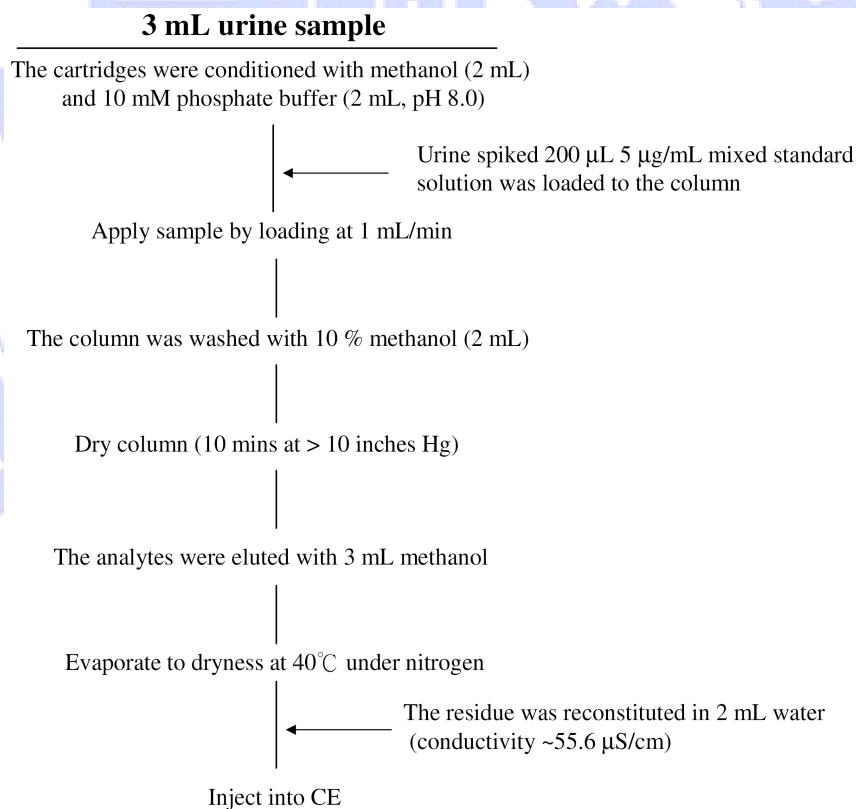 3 mL urine sample
The cartridges were conditioned with methanol (2 mL)
and 10 mM phosphate buffer (2 mL, pH 8.0)
Urine spiked 200 μL 5 μg/mL mixed standard
solution was loaded to the column
Apply sample by loading at 1 mL/min
The column was washed with 10 % methanol (2 mL)
Dry column (10 mins at > 10 inches Hg)
The analytes were eluted with 3 mL methanol
Evaporate to dryness at 40℃ under nitrogen
The residue was reconstituted in 2 mL water
(conductivity ~55.6 μS/cm)
Inject into CE